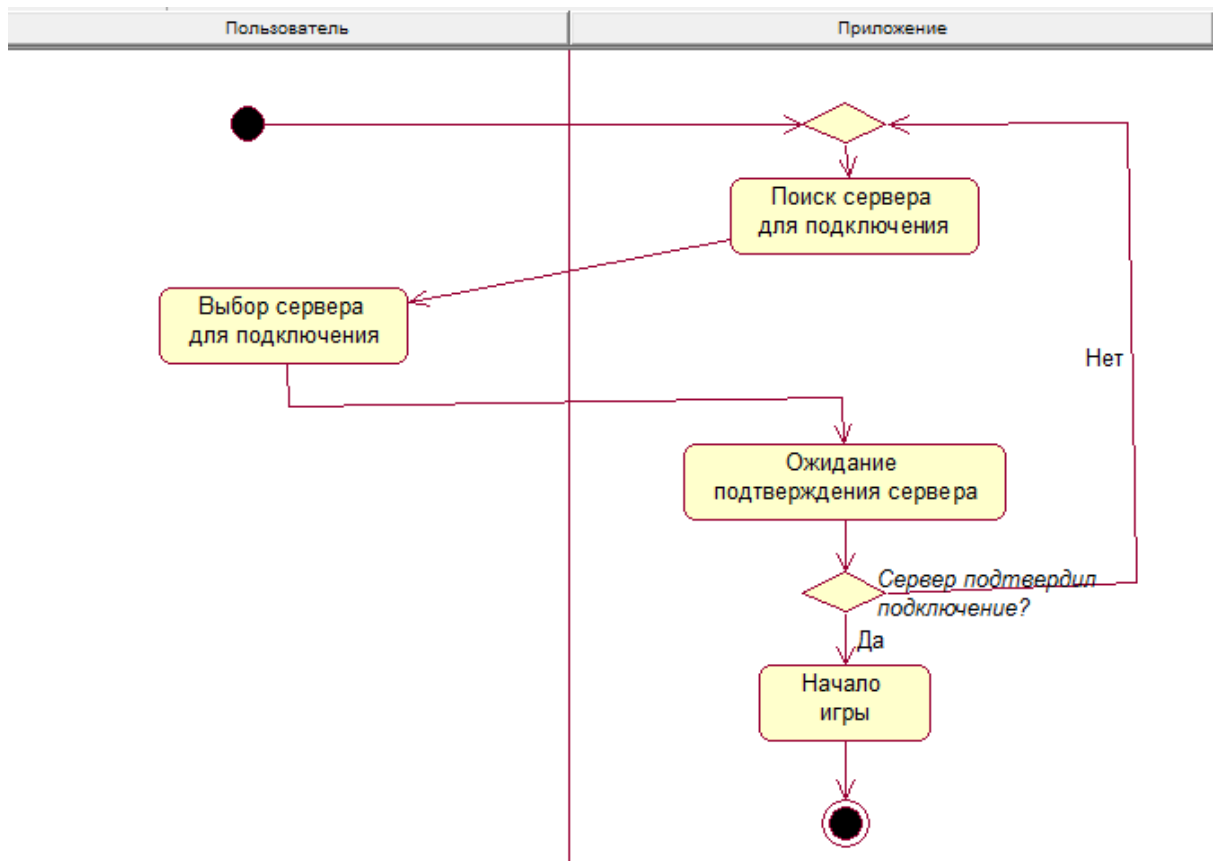 Пользователь
Приложение
Поиск сервера
для подключения
Выбор сервера
для подключения
Нет
Ожидание
подтверждения сервера
Сервер подтвердил
подключение?
Да
Начало
игры